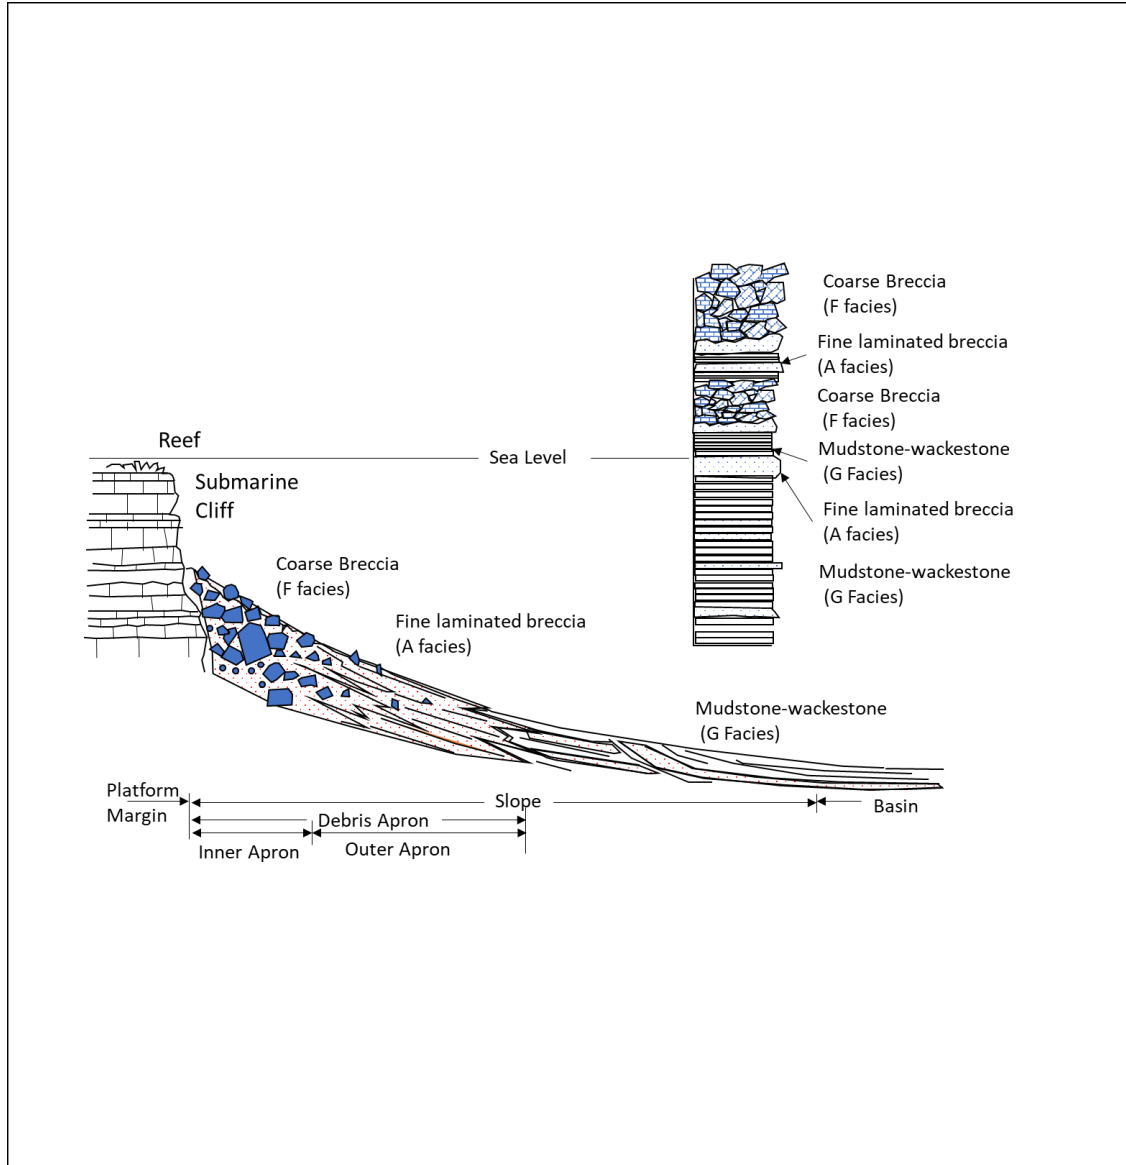 Coarse Breccia
(F facies)
Fine laminated breccia
(A facies)
Coarse Breccia
(F facies)
Reef
Sea Level
Mudstone-wackestone
(G Facies)
Submarine
Cliff
Fine laminated breccia
(A facies)
Coarse Breccia
(F facies)
Mudstone-wackestone
(G Facies)
Fine laminated breccia
(A facies)
Mudstone-wackestone
(G Facies)
Platform
Margin
Slope
Basin
Debris Apron
Inner Apron
Outer Apron